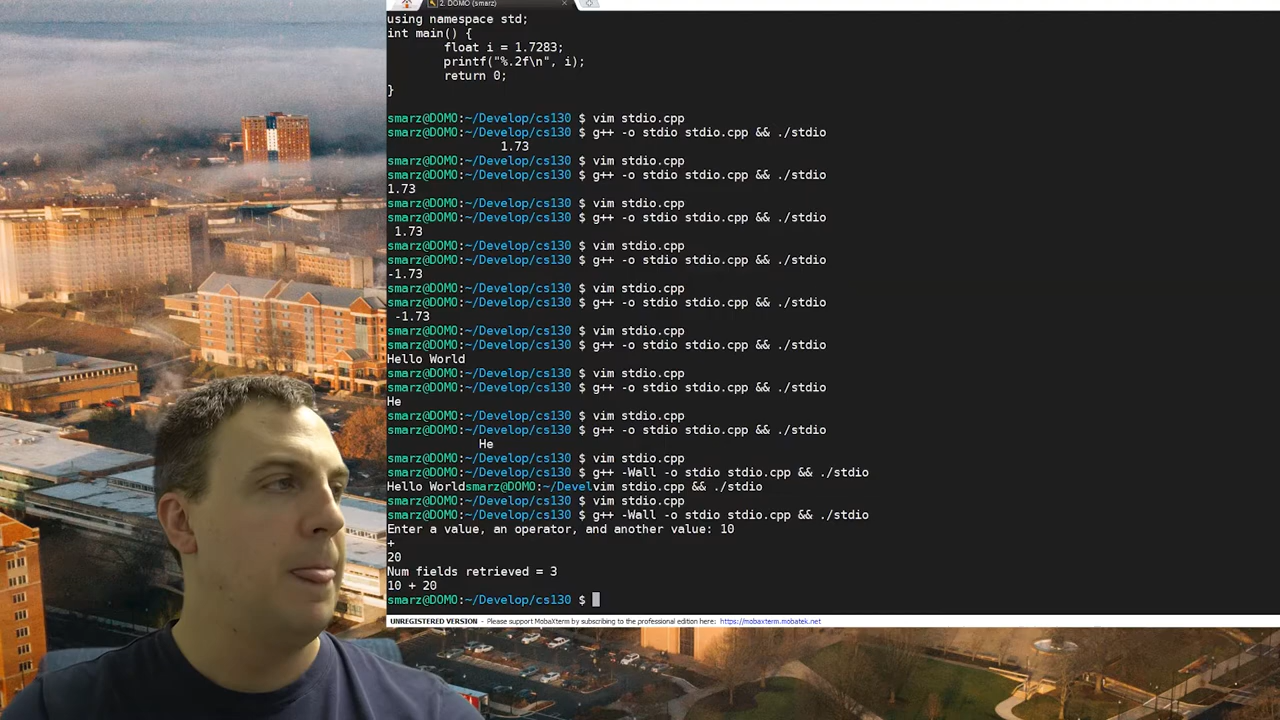 2. DOMO (smarz)
using namespace std;
int main() {
float i = 1.7283;
printf("%.2f\n", i);
return 0;
}
smarz@DOMO:~/Develop/cs130 $ vim stdio.cpp
smarz@DOMO:~/Develop/cs130 $ g++ -o stdio stdio.cpp && ./stdio
1.73
smarz@DOMO:~/Develop/cs130 $ vim stdio.cpp
smarz@DOMO:~/Develop/cs130 $ g++ -o stdio stdio.cpp && ./stdio
1.73
smarz@DOMO:~/Develop/cs130 $ vim stdio.cpp
smarz@DOMO:~/Develop/cs130 $ g++ -o stdio stdio.cpp && ./stdio
1.73
smarz@DOMO:~/Develop/cs130 $ vim stdio.cpp
smarz@DOMO:~/Develop/cs130 $ g++ -o stdio stdio.cpp && ./stdio
-1.73
smarz@DOMO:~/Develop/cs130 $ vim stdio.cpp
smarz@DOMO:~/Develop/cs130 $ g++ -o stdio stdio.cpp && ./stdio
-1.73
smarz@DOMO:~/Develop/cs130 $ vim stdio.cpp
smarz@DOMO:~/Develop/cs130 $ g++ -o stdio stdio.cpp && ./stdio
Hello World
smarz@DOMO:~/Develop/cs130 $ vim stdio.cpp
smarz@DOMO:~/Develop/cs130 $ g++ -o stdio stdio.cpp && ./stdio
He
smarz@DOMO:~/Develop/cs130 $ vim stdio.cpp
smarz@DOMO:~/Develop/cs130 $ g++ -o stdio stdio.cpp && ./stdio
He
smarz@DOMO:~/Develop/cs130 $ vim stdio.cpp
smarz@DOMO:~/Develop/cs130 $ g++ -Wall -o stdio stdio.cpp && ./stdio
Hello Worldsmarz@DOMO:~/Develvim stdio.cpp && ./stdio
smarz@DOMO:~/Develop/cs130 $ vim stdio.cpp
smarz@DOMO:~/Develop/cs130 $ g++ -Wall -o stdio stdio.cpp && ./stdio
Enter a value, an operator, and another value: 10
+
20
Num fields retrieved = 3
10 + 20
smarz@DOMO:~/Develop/cs130 $
UNREGISTERED VERSION - Please support MobaXterm by subscribing to the professional edition here: https://mobaxterm.mobatek.net